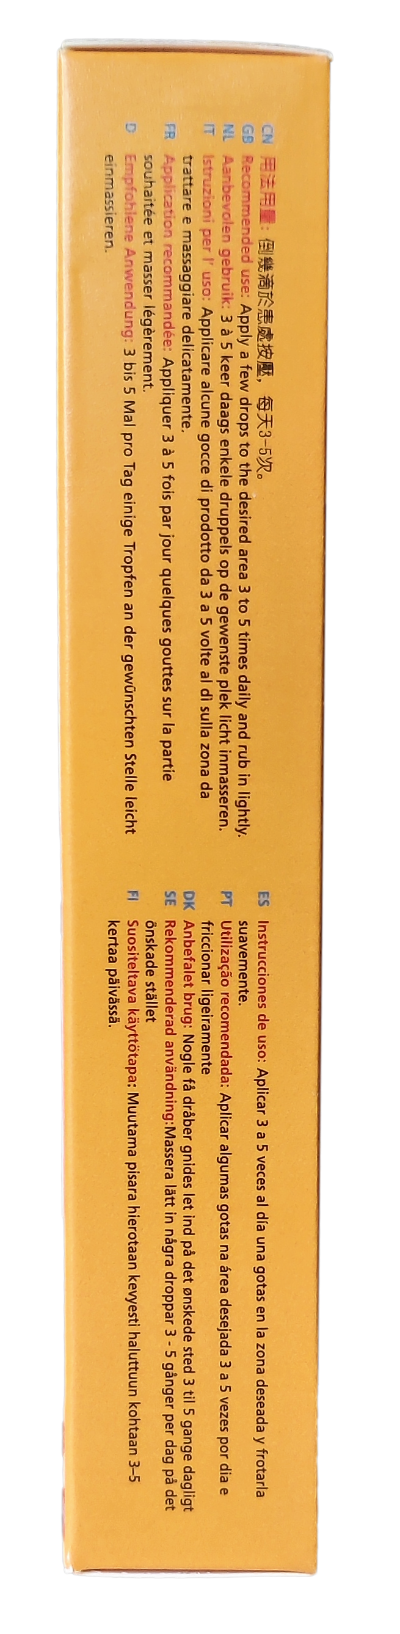 CN 用法用量：倒幾滴於患處按壓，每天3-5次。
GB Recommended use: Apply a few drops to the desired area 3 to 5 times daily and rub in lightly.
NL Aanbevolen gebruik: 3 à 5 keer daags enkele druppels op de gewenste plek licht inmasseren.
IT Istruzioni per l' uso: Applicare alcune gocce di prodotto da 3 a 5 volte al dì sulla zona da
trattare e massaggiare delicatamente.
FR Application recommandée: Appliquer 3 à 5 fois par jour quelques gouttes sur la partie
souhaitée et masser légèrement.
D Empfohlene Anwendung: 3 bis 5 Mal pro Tag einige Tropfen an der gewünschten Stelle leicht
einmassieren.
ES Instrucciones de uso: Aplicar 3 a 5 veces al día una gotas en la zona deseada y frotarla
suavemente.
PT Utilização recomendada: Aplicar algumas gotas na área desejada 3 a 5 vezes por dia e
friccionar ligeiramente
DK Anbefalet brug: Nogle få dråber gnides let ind på det ønskede sted 3 til 5 gange dagligt
SE Rekommenderad användning:Massera lätt in några droppar 3 - 5 gånger per dag på det
önskade stället
FI Suositeltava käyttötapa: Muutama pisara hierotaan kevyesti haluttuun kohtaan 3–5
kertaa päivässä.